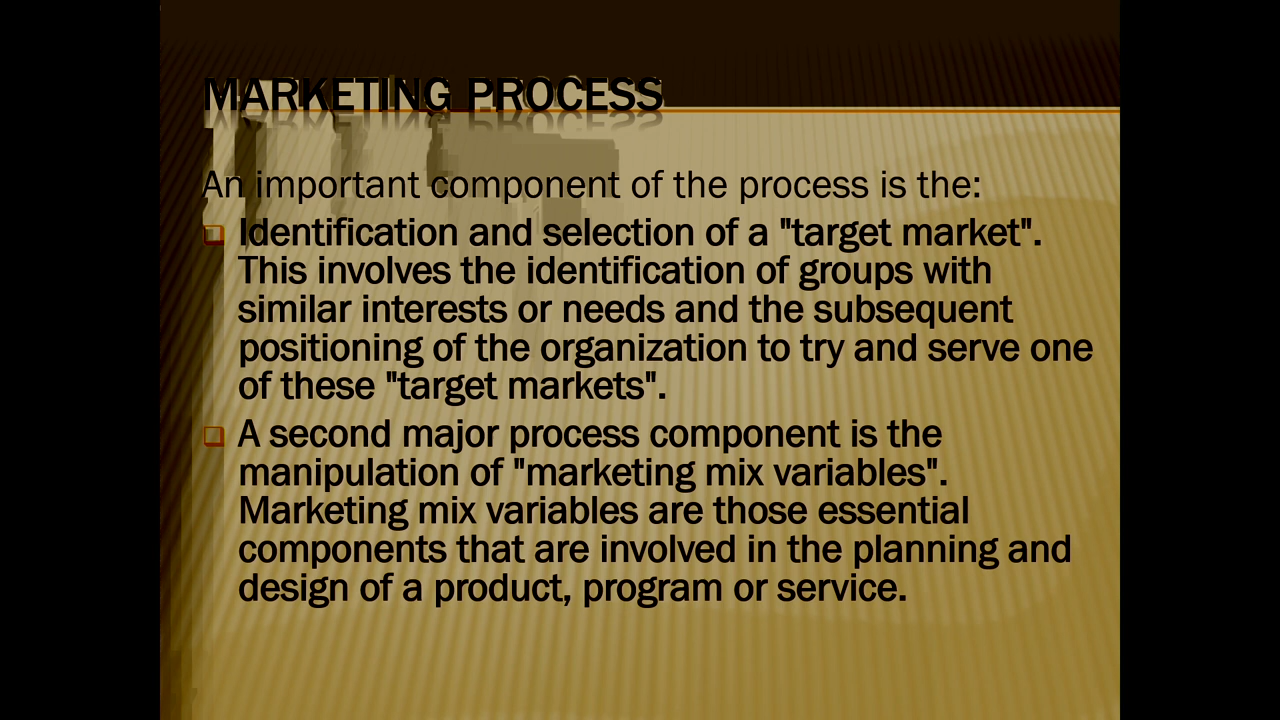 MARKETING PROCESS
An important component of the process is the:
Identification and selection of a "target market".
This involves the identification of groups with
similar interests or needs and the subsequent
positioning of the organization to try and serve one
of these "target markets".
A second major process component is the
manipulation of "marketing mix variables".
Marketing mix variables are those essential
components that are involved in the planning and
design of a product, program or service.